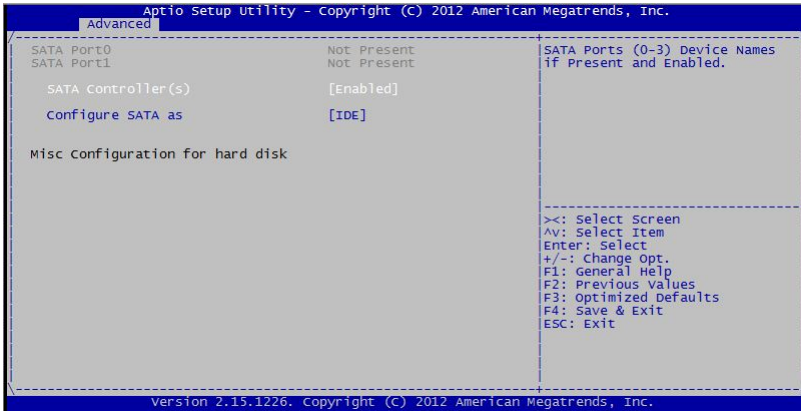 Aptio Setup Utility – Copyright (C) 2012 American Megatrends, Inc.
Advanced
SATA Port0 Not Present
SATA Port1 Not Present
SATA Controller(s) [Enabled]
Configure SATA as [IDE]
Misc Configuration for hard disk
SATA Ports (0-3) Device Names
if Present and Enabled.
><: Select Screen
^v: Select Item
Enter: Select
+/-: Change Opt.
F1: General Help
F2: Previous Values
F3: Optimized Defaults
F4: Save & Exit
ESC: Exit
Version 2.15.1226. Copyright (C) 2012 American Megatrends, Inc.